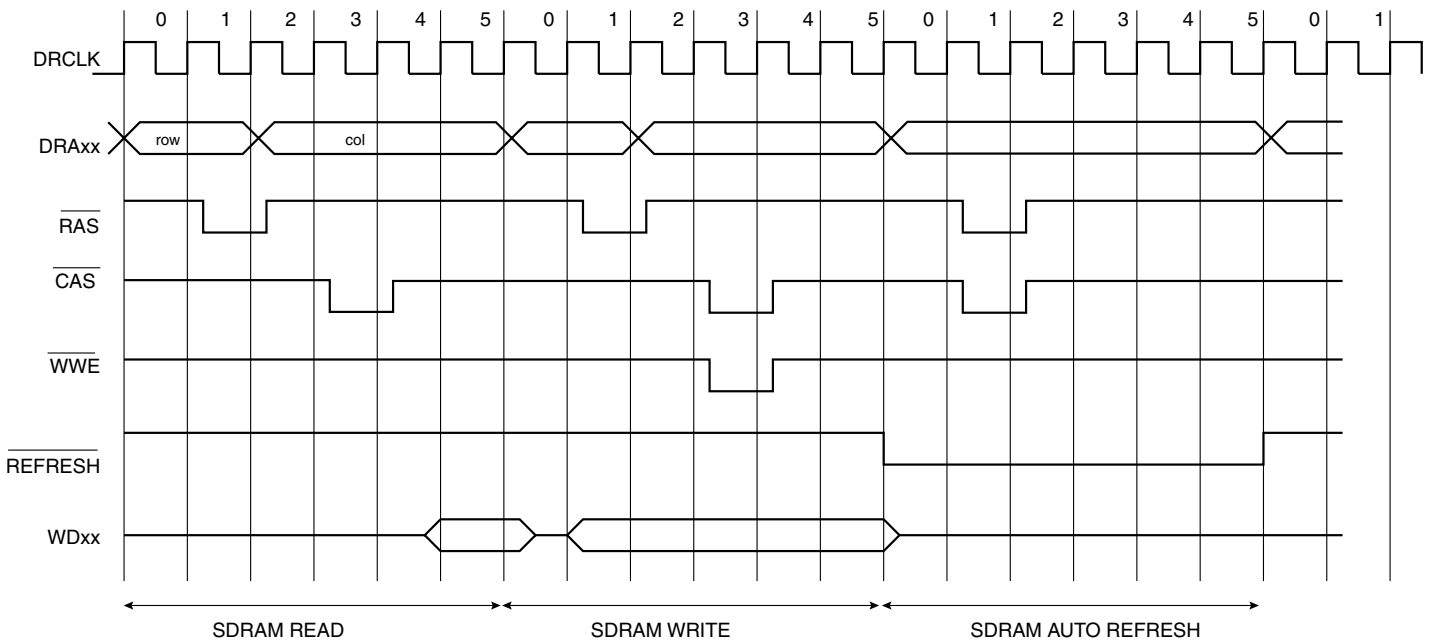 0 1 2 3 4 5 0 1 2 3 4 5 0 1 2 3 4 5 0 1
DRCLK
DRAxx row col
RAS
CAS
WWE
REFRESH
WDxx
SDRAM READ SDRAM WRITE SDRAM AUTO REFRESH